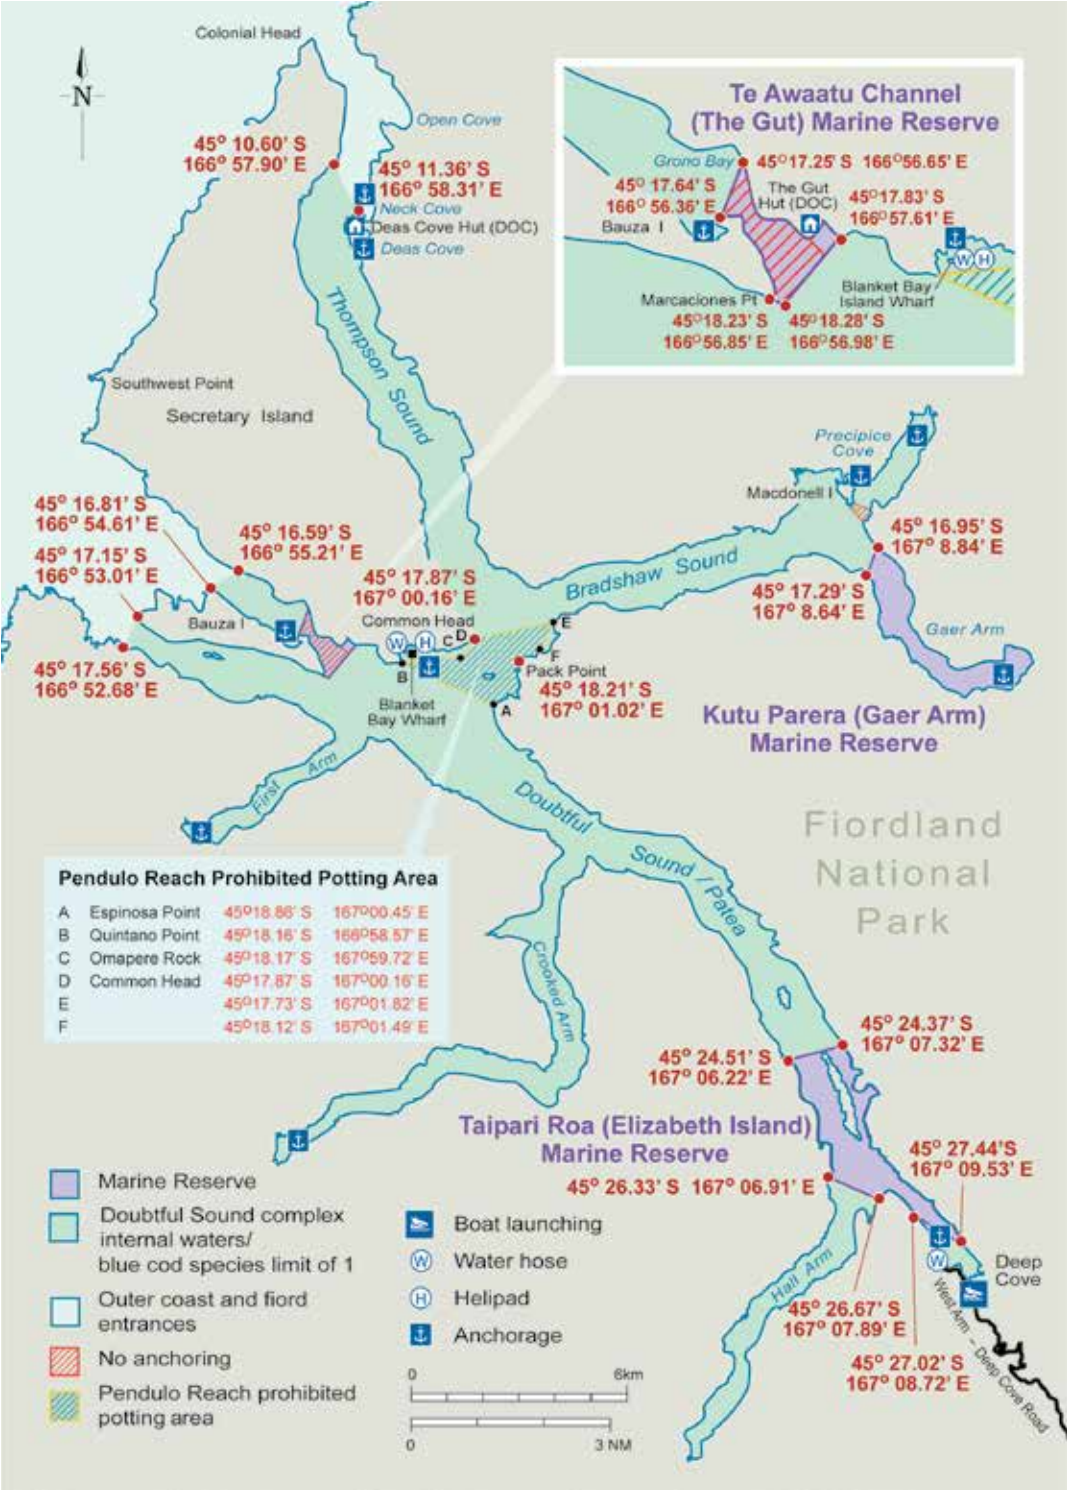 Colonial Head
N
Open Cove
45° 10.60' S
166° 57.90' E
45° 11.36' S
166° 58.31' E
Neck Cove
Deas Cove Hut (DOC)
Deas Cove
Thompson Sound
Southwest Point
Secretary Island
Te Awaatu Channel
(The Gut) Marine Reserve
Grono Bay
45°17.25' S 166°56.65' E
45° 17.64' S
166° 56.36' E
The Gut
Hut (DOC)
45°17.83' S
166°57.61' E
Bauza I
W H
Blanket Bay
Island Wharf
Marcaciones Pt
45°18.23' S
166°56.85' E
45°18.28' S
166°56.98' E
Precipice
Cove
Macdonell I
45° 16.81' S
166° 54.61' E
45° 16.59' S
166° 55.21' E
45° 17.15' S
166° 53.01' E
45° 17.87' S
167° 00.16' E
Bradshaw Sound
45° 16.95' S
167° 8.84' E
45° 17.29' S
167° 8.64' E
Bauza I
Common Head
W H C D E
F
B
Gaer Arm
45° 17.56' S
166° 52.68' E
Pack Point
45° 18.21' S
167° 01.02' E
Blanket
Bay Wharf
A
Kutu Parera (Gaer Arm)
Marine Reserve
First Arm
Doubtful Sound / Patea
Fiordland
National
Park
Pendulo Reach Prohibited Potting Area
A Espinosa Point 45°18.86' S 167°00.45' E
B Quintano Point 45°18.16' S 166°58.57' E
C Omapere Rock 45°18.17' S 167°59.72' E
D Common Head 45°17.87' S 167°00.16' E
E 45°17.73' S 167°01.82' E
F 45°18.12' S 167°01.49' E
Crooked Arm
45° 24.37' S
167° 07.32' E
45° 24.51' S
167° 06.22' E
Taipari Roa (Elizabeth Island)
Marine Reserve
45° 26.33' S 167° 06.91' E
45° 27.44'S
167° 09.53' E
W
Deep
Cove
Hall Arm
45° 26.67' S
167° 07.89' E
45° 27.02' S
167° 08.72' E
West Arm – Deep Cove Road
Marine Reserve
Doubtful Sound complex
internal waters/
blue cod species limit of 1
Outer coast and fiord
entrances
No anchoring
Pendulo Reach prohibited
potting area
Boat launching
W Water hose
H Helipad
Anchorage
0 6km
0 3 NM